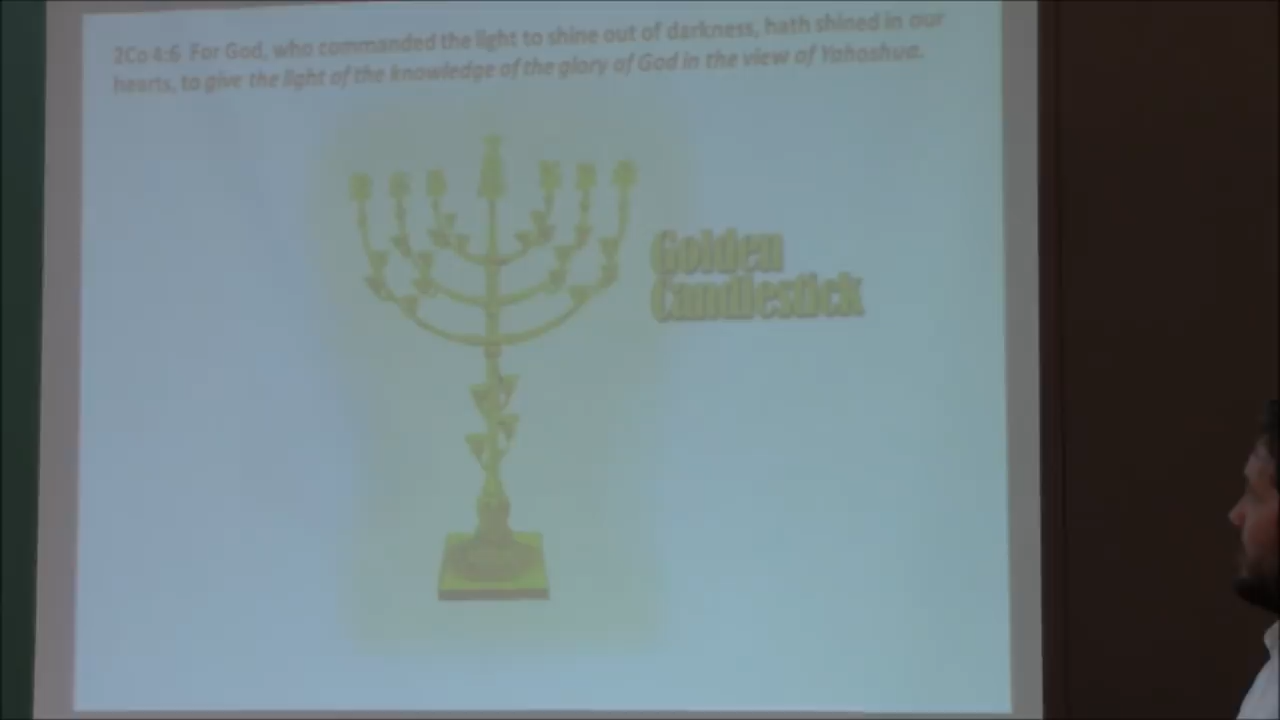 2Co 4:6 For God, who commanded the light to shine out of darkness, hath shined in our
hearts, to give the light of the knowledge of the glory of God in the view of Yahoshua.
Golden
Candlestick